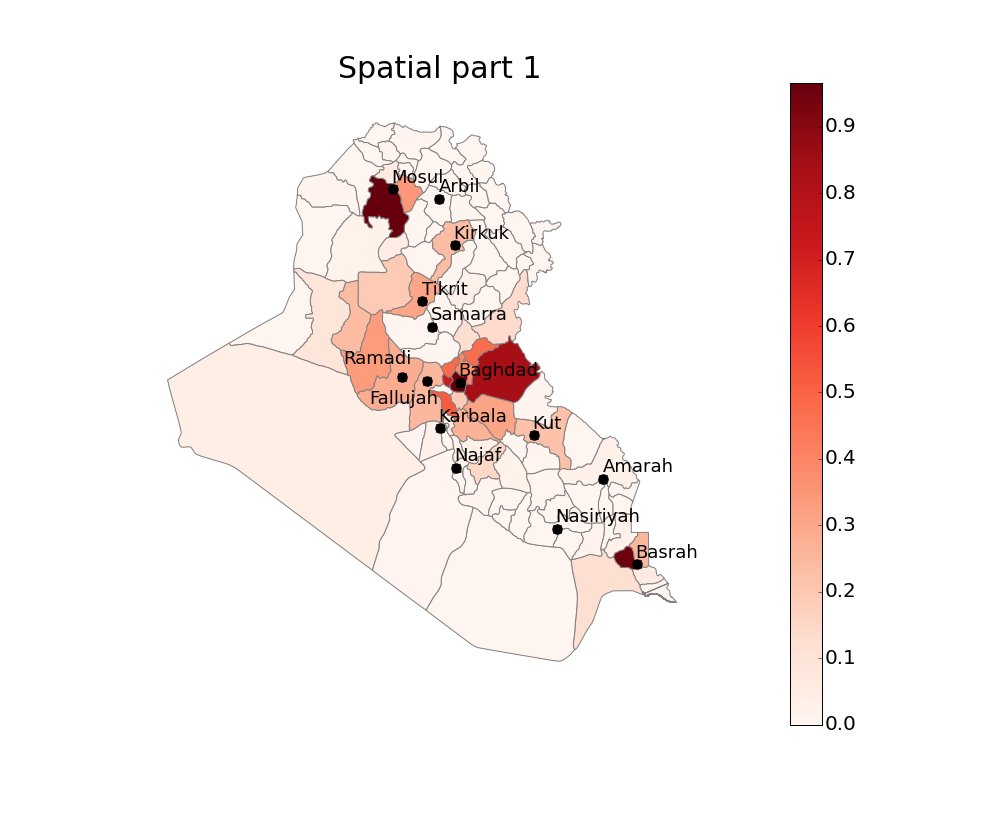 Spatial part 1
Mosul
Arbil
Kirkuk
Tikrit
Samarra
Ramadi
Baghdad
Fallujah
Karbala
Kut
Najaf
Amarah
Nasiriyah
Basrah
0.9
0.8
0.7
0.6
0.5
0.4
0.3
0.2
0.1
0.0